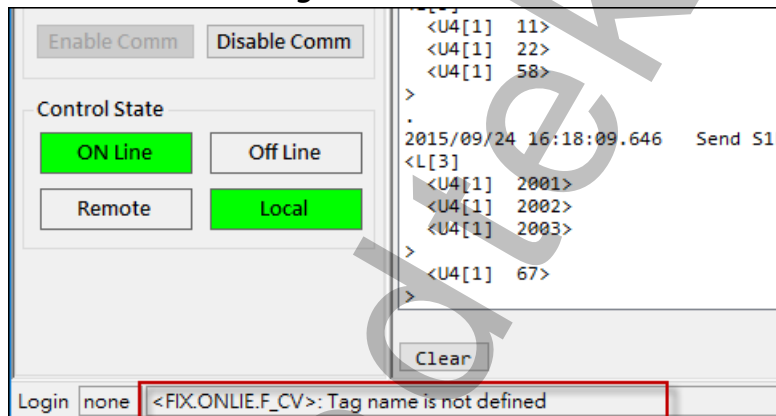 Enable Comm Disable Comm
Control State
ON Line Off Line
Remote Local
<U4[1] 11>
<U4[1] 22>
<U4[1] 58>
>
.
2015/09/24 16:18:09.646 Send S1
<L[3]
<U4[1] 2001>
<U4[1] 2002>
<U4[1] 2003>
>
<U4[1] 67>
>
Clear
Login none <FIX.ONLIE.F_CV>: Tag name is not defined